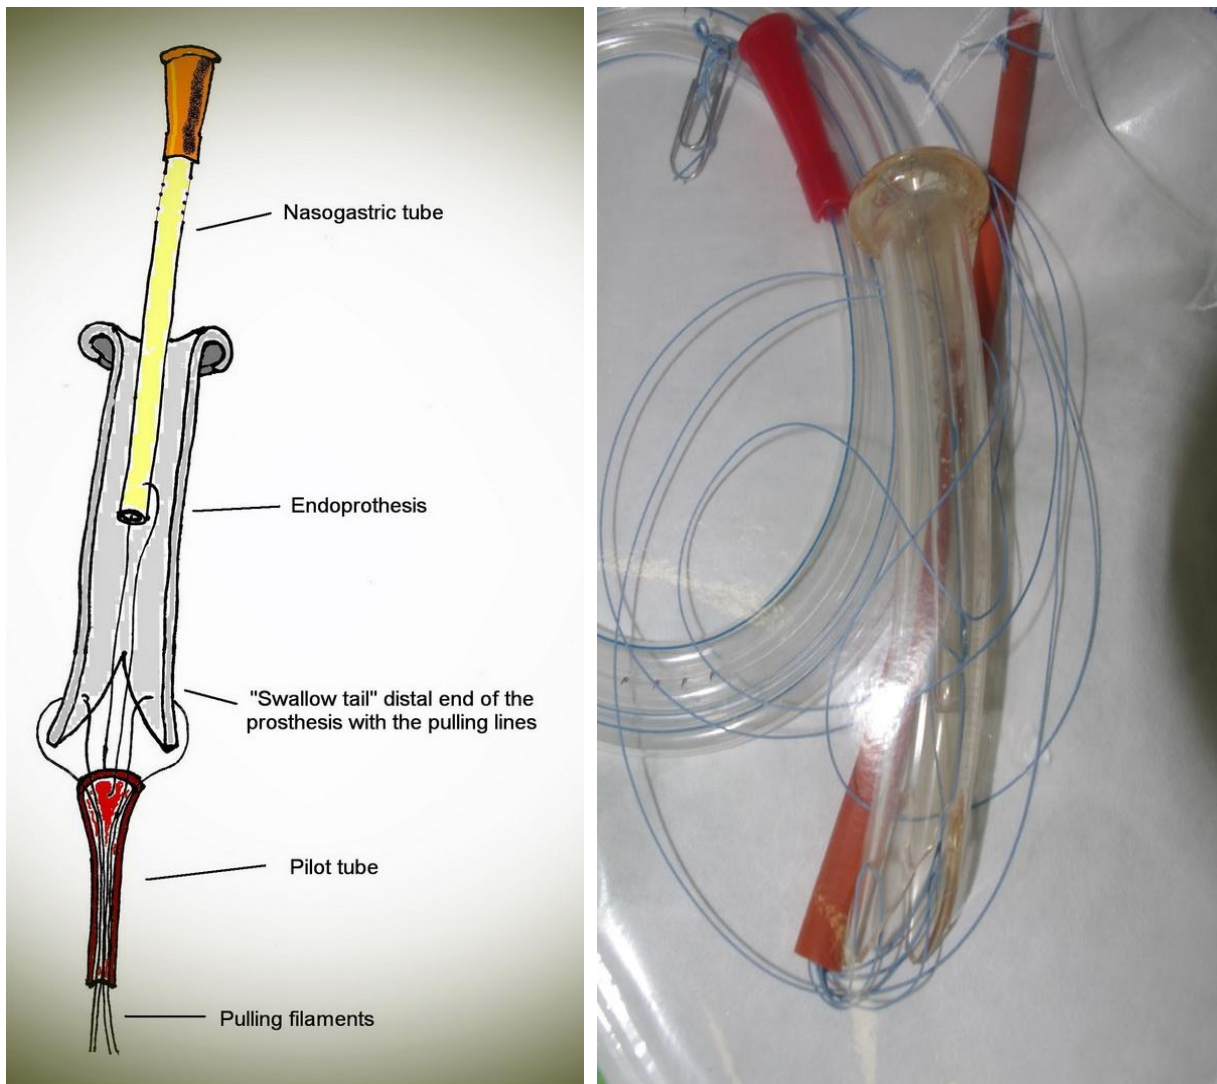 Nasogastric tube
Endoprothesis
"Swallow tail" distal end of the
prosthesis with the pulling lines
Pilot tube
Pulling filaments